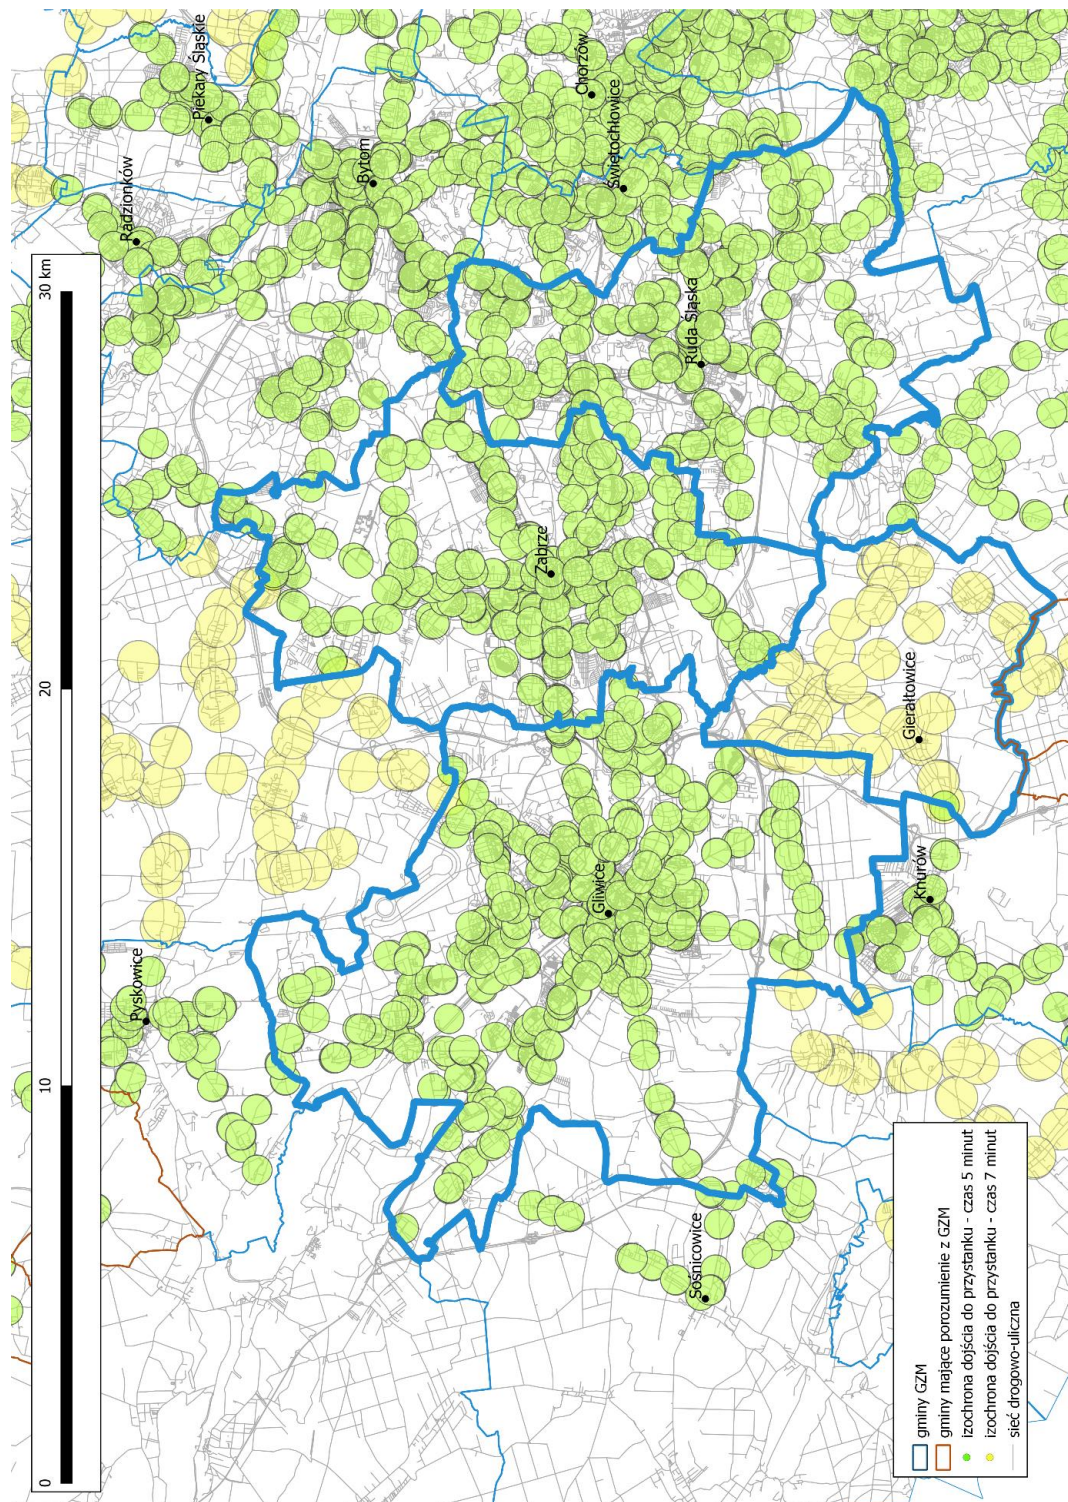 0
10
20
30 km
Pyskowice
Radzionków
Piekary Śląskie
Bytom
Chorzów
Świętochłowice
Ruda Śląska
Zabrze
Gliwice
Sośnicowice
Knurów
Gierałtowice
gminy GZM
gminy mające porozumienie z GZM
izochrona dojścia do przystanku - czas 5 minut
izochrona dojścia do przystanku - czas 7 minut
sieć drogowo-uliczna